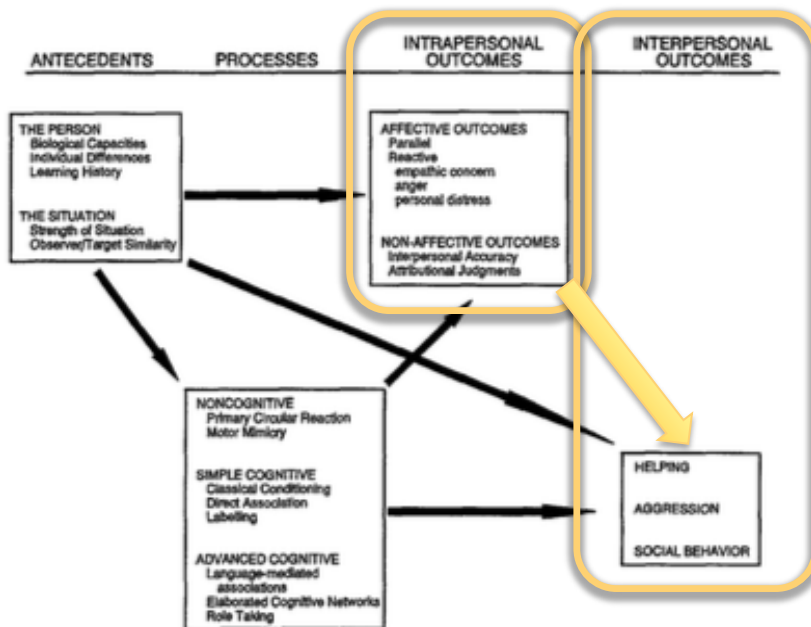 ANTECEDENTS
PROCESSES
INTRAPERSONAL
OUTCOMES
INTERPERSONAL
OUTCOMES
THE PERSON
Biological Capacities
Individual Differences
Learning History
THE SITUATION
Strength of Situation
Observer/Target Similarity
AFFECTIVE OUTCOMES
Parallel
Reactive
empathic concern
anger
personal distress
NON-AFFECTIVE OUTCOMES
Interpersonal Accuracy
Attributional Judgments
NONCOGNITIVE
Primary Circular Reaction
Motor Mimicry
SIMPLE COGNITIVE
Classical Conditioning
Direct Association
Labelling
ADVANCED COGNITIVE
Language-mediated
associations
Elaborated Cognitive Networks
Role Taking
HELPING
AGGRESSION
SOCIAL BEHAVIOR